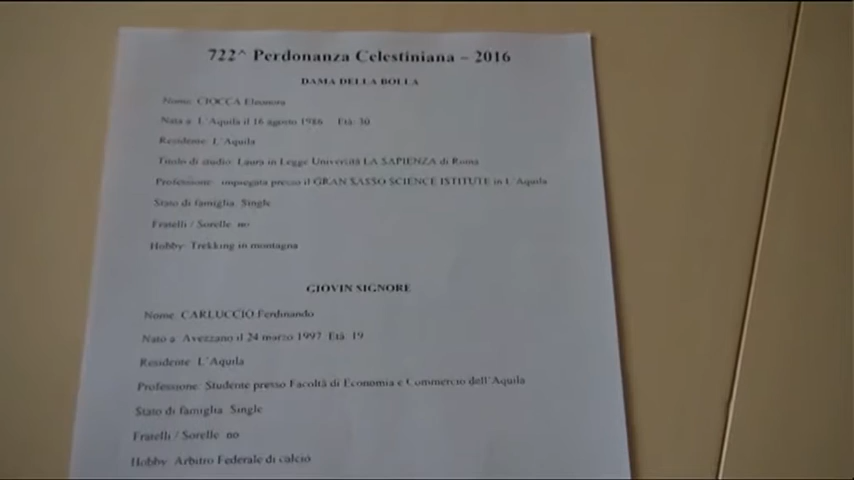 722^ Perdonanza Celestiniana – 2016
DAMA DELLA BOLLA
Nome: CIOCCA Eleonora
Nata a: L'Aquila il 16 agosto 1986 Età: 30
Residente: L'Aquila
Titolo di studio: Laura in Legge Università LA SAPIENZA di Roma
Professione: impiegata presso il GRAN SASSO SCIENCE ISTITUTE in L'Aquila
Stato di famiglia: Single
Fratelli / Sorelle: no
Hobby: Trekking in montagna
GIOVIN SIGNORE
Nome: CARLUCCIO Ferdinando
Nato a: Avezzano il 24 marzo 1997 Età: 19
Residente: L'Aquila
Professione: Studente presso Facoltà di Economia e Commercio dell'Aquila
Stato di famiglia: Single
Fratelli / Sorelle: no
Hobby: Arbitro Federale di calcio